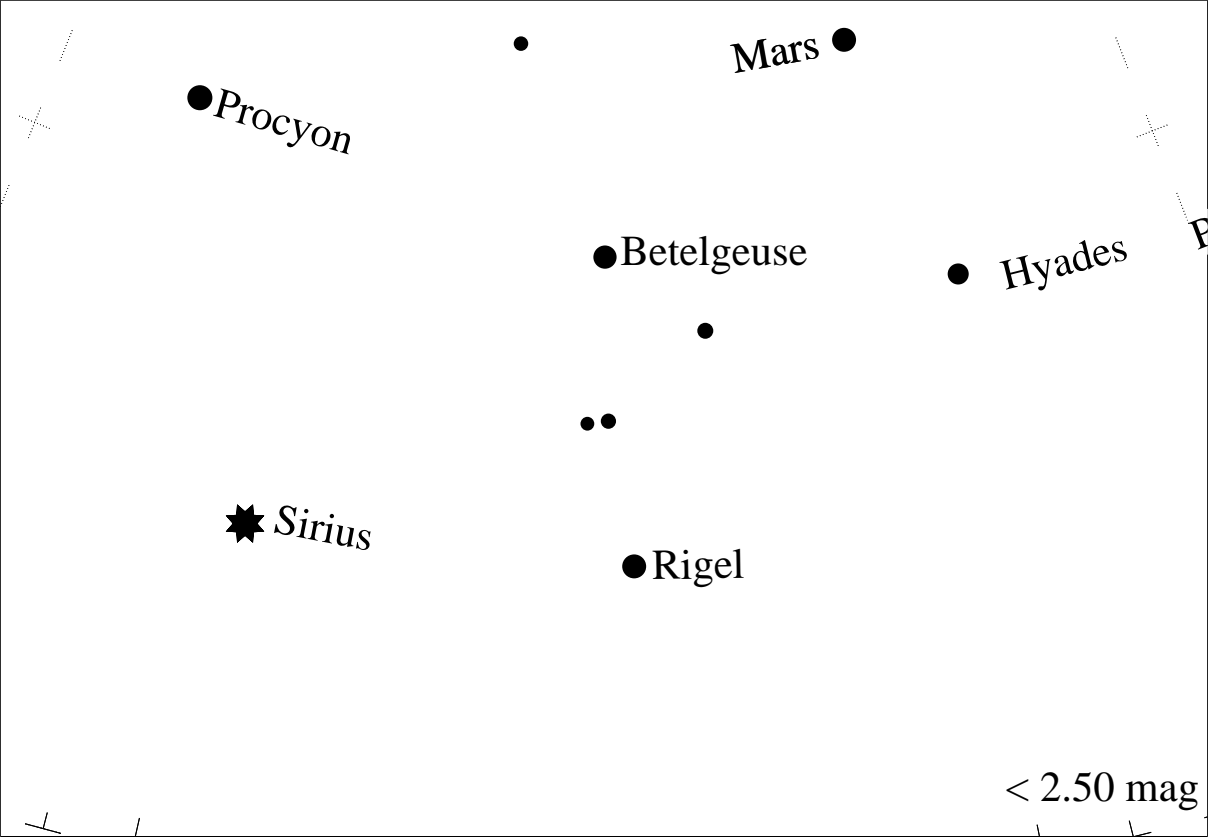 Mars
Procyon
P
Betelgeuse
Hyades
Sirius
Rigel
< 2.50 mag